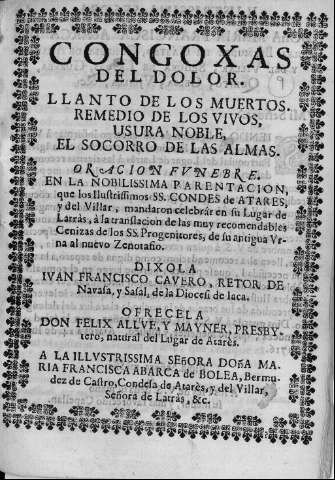 CONGOXAS
DEL DOLOR.
LLANTO DE LOS MUERTOS.
REMEDIO DE LOS VIVOS,
USURA NOBLE,
EL SOCORRO DE LAS ALMAS.
ORACION FVNEBRE.
EN LA NOBILISSIMA PARENTACION,
que los Ilustrissimos SS. CONDES de ATARES,
y del Villar, mandaron celebrár en su Lugar de
Latrás, à la translacion de las muy recomendables
Cenizas de los SS. Progenitores, de su antigua Vr-
na al nuevo Zenotafio.
DIXOLA
IVAN FRANCISCO CAVERO, RETOR DE
Navasa, y Sasal, de la Diocesi de Iaca.
OFRECELA
DON FELIX ALLVE, Y MAYNER, PRESBY-
tero, natural del Lugar de Atarès.
A LA ILLVSTRISSIMA SEñORA DOñA MA-
RIA FRANCISCA ABARCA de BOLEA, Bermu-
dez de Castro, Condesa de Atarès, y del Villar,
Señora de Latràs, &c.